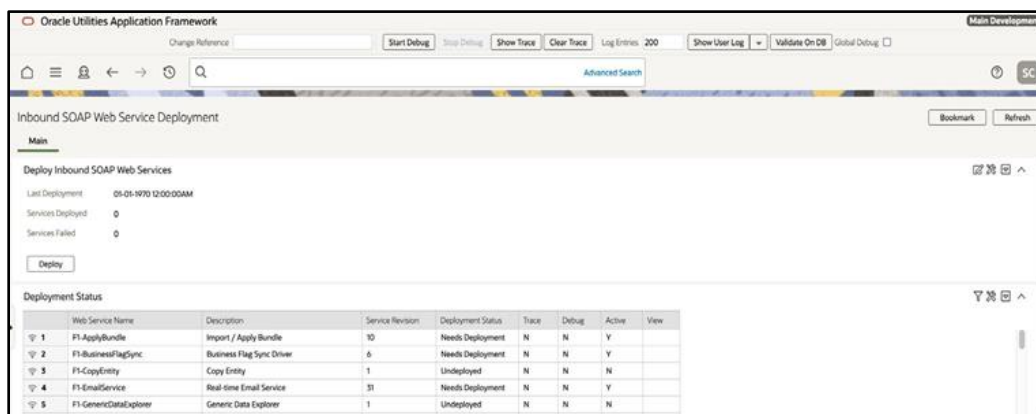 Oracle Utilities Application Framework
Main Developmen
Change Reference Start Debug Stop Debug Show Trace Clear Trace Log Entries 200 Show User Log Validate On DB Global Debug
Advanced Search SC
Inbound SOAP Web Service Deployment Bookmark Refresh
Main
Deploy Inbound SOAP Web Services
Last Deployment 01-01-1970 12:00:00AM
Services Deployed 0
Services Failed 0
Deploy
Deployment Status
Web Service Name Description Service Revision Deployment Status Trace Debug Active View
1 F1-ApplyBundle Import / Apply Bundle 10 Needs Deployment N N Y
2 F1-BusinessFlagSync Business Flag Sync Driver 6 Needs Deployment N N Y
3 F1-CopyEntity Copy Entity 1 Undeployed N N N
4 F1-EmailService Real-time Email Service 31 Needs Deployment N N Y
5 F1-GenericDataExplorer Generic Data Explorer 1 Undeployed N N N